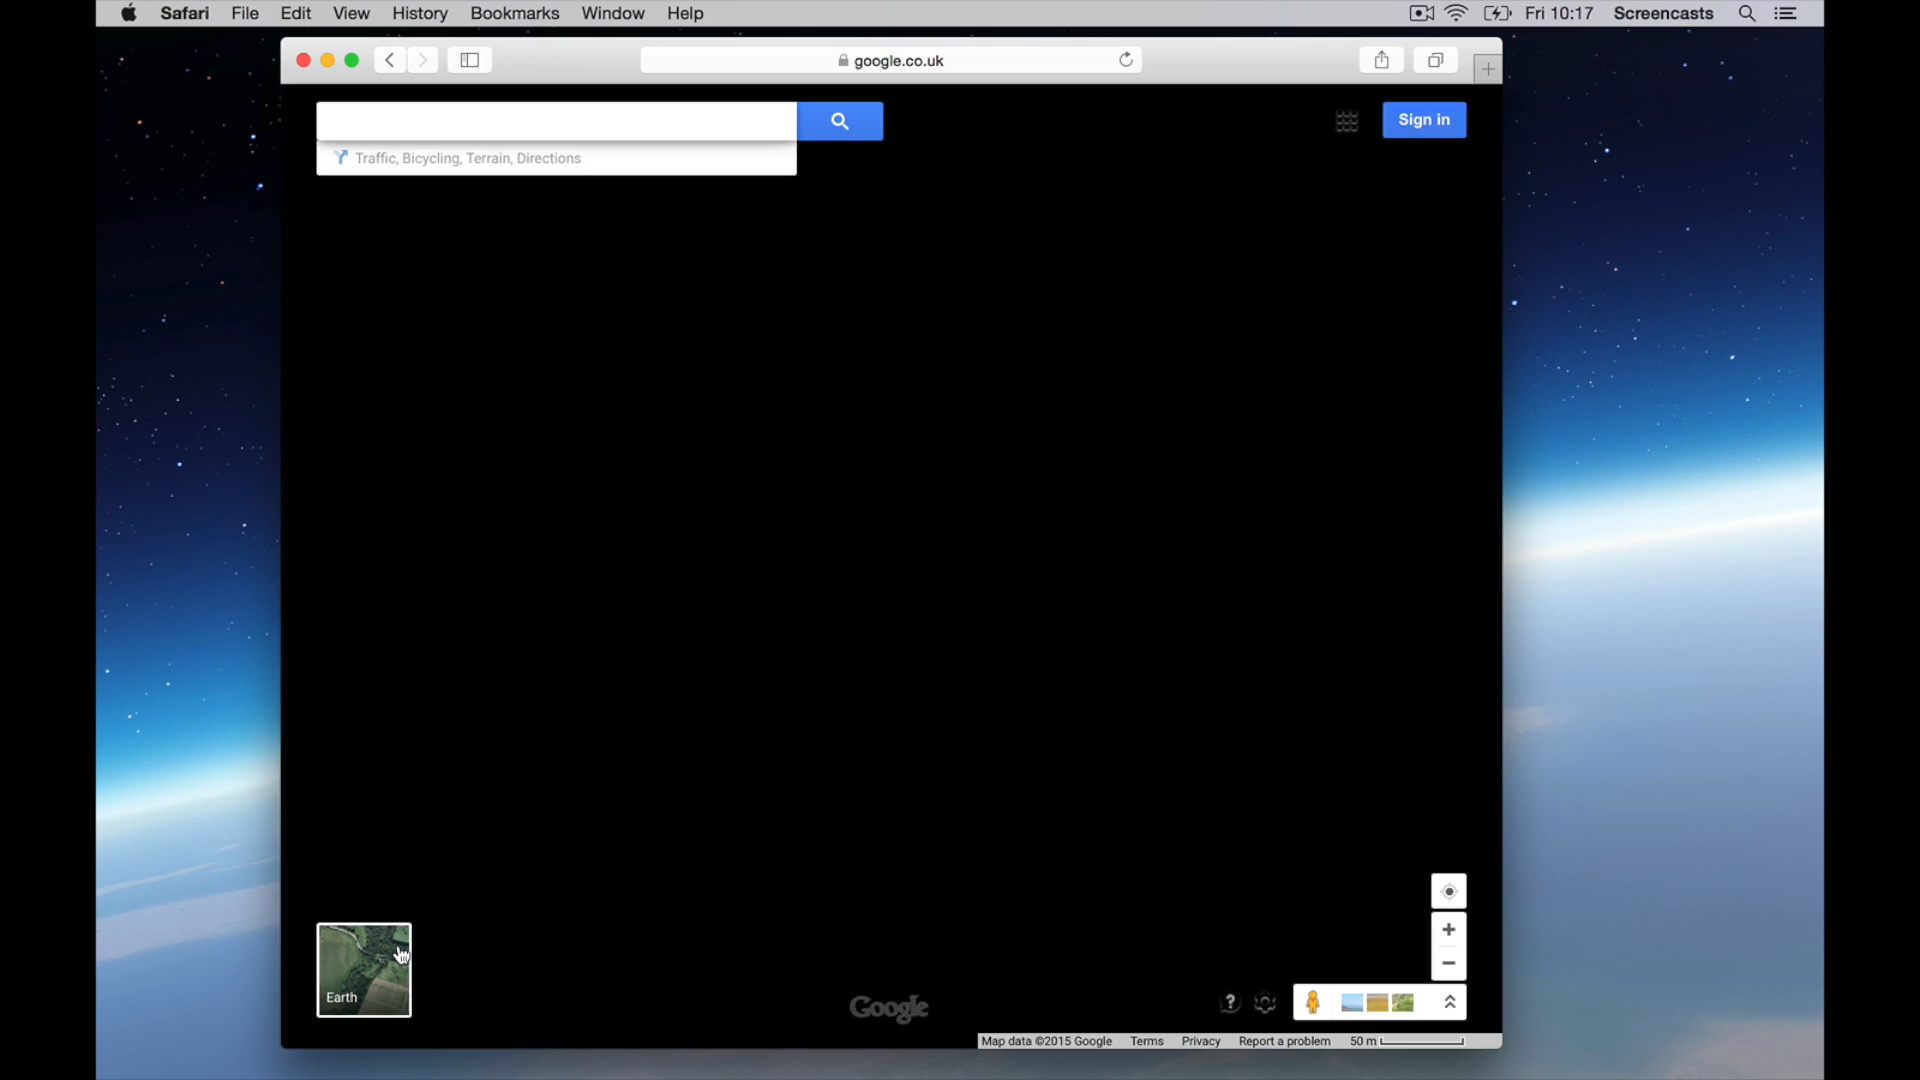 Safari File Edit View History Bookmarks Window Help
Fri 10:17 Screencasts
google.co.uk
Sign in
Traffic, Bicycling, Terrain, Directions
Earth
Google
Map data ©2015 Google Terms Privacy Report a problem 50 m